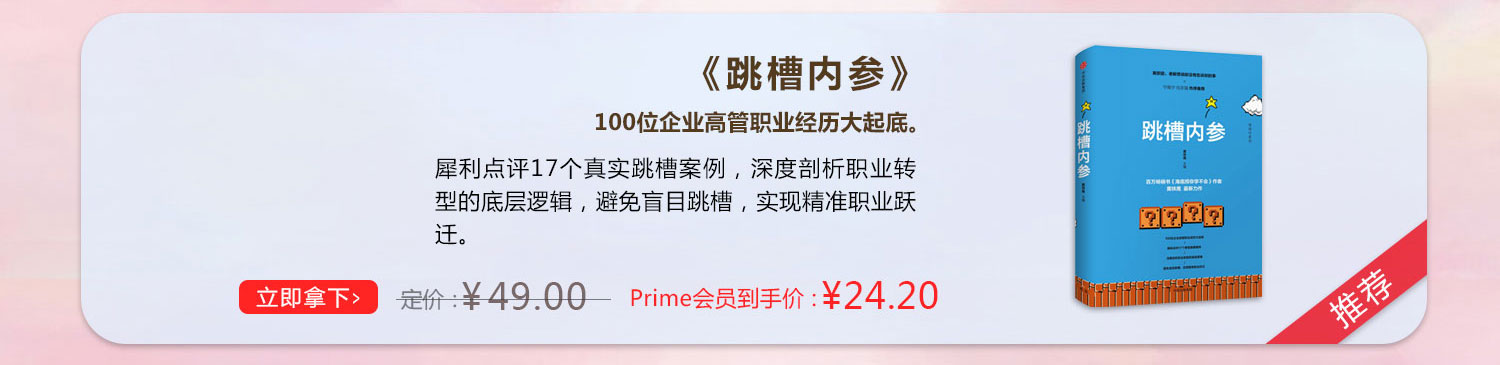 《跳槽内参》
100位企业高管职业经历大起底。
犀利点评17个真实跳槽案例，深度剖析职业转
型的底层逻辑，避免盲目跳槽，实现精准职业跃
迁。
立即拿下>
定价：¥49.00
Prime会员到手价：¥24.20
跳槽内参
跳槽内参
推荐